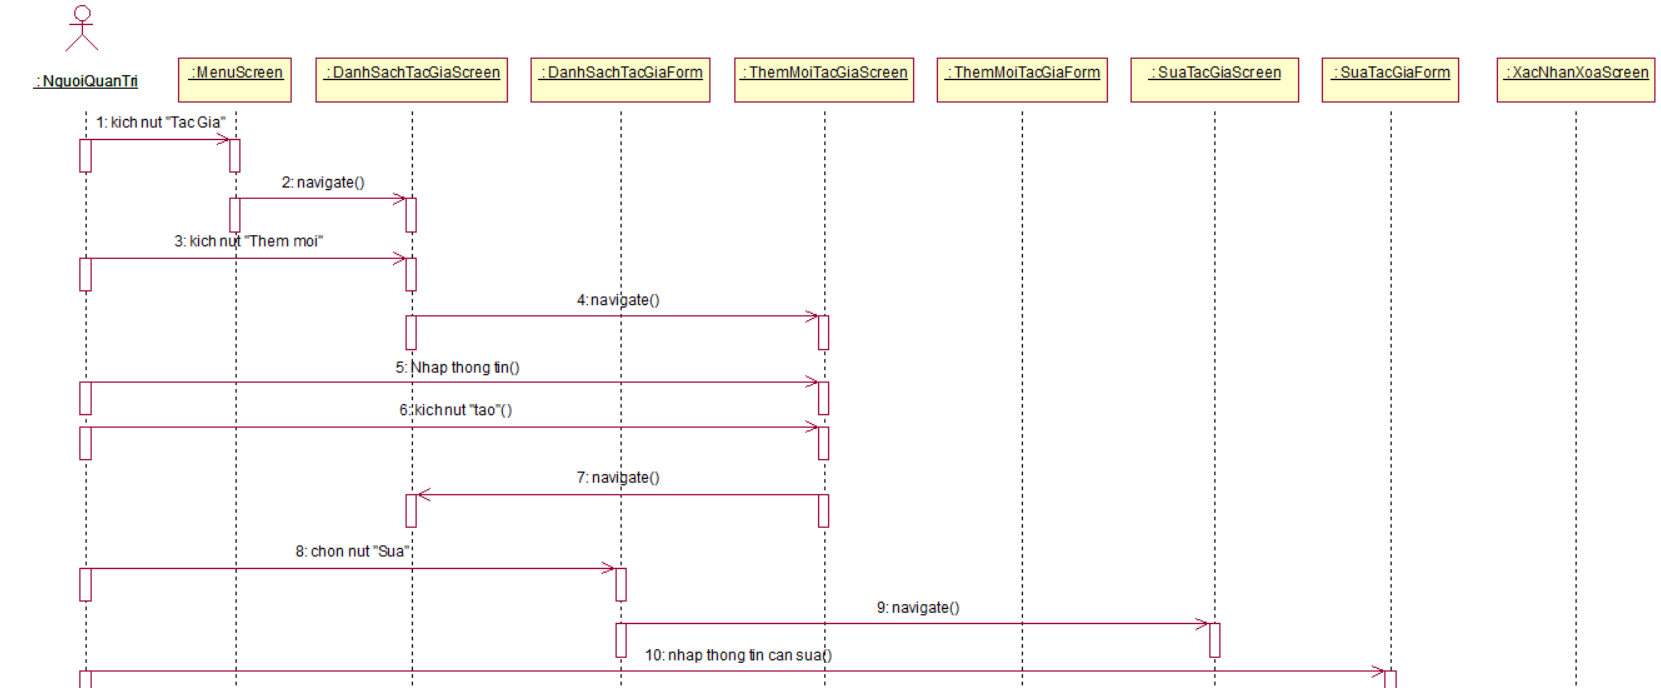 : NguoiQuanTri
: MenuScreen
: DanhSachTacGiaScreen
: DanhSachTacGiaForm
: ThemMoiTacGiaScreen
: ThemMoiTacGiaForm
: SuaTacGiaScreen
: SuaTacGiaForm
: XacNhanXoaScreen
1: kich nut "Tac Gia"
2: navigate()
3: kich nut "Them moi"
4: navigate()
5: Nhap thong tin()
6: kich nut "tao"()
7: navigate()
8: chon nut "Sua"
9: navigate()
10: nhap thong tin can sua()